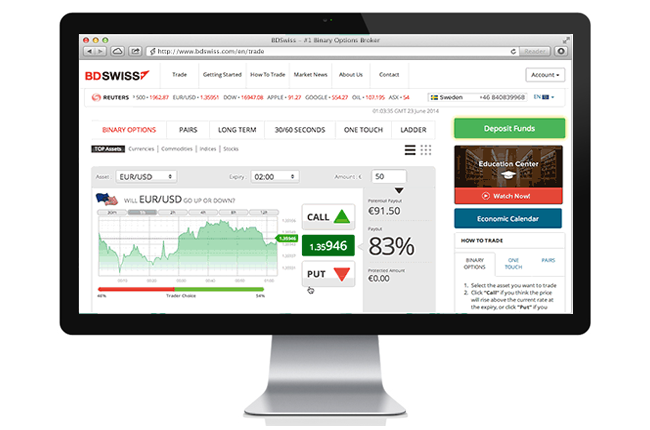 BDSwiss - #1 Binary Options Broker
http://www.bdswiss.com/en/trade
Reader
BDSWISS
Trade
Getting Started
How To Trade
Market News
About Us
Contact
Account
REUTERS
500 1962.87 EUR/USD 1.35951 DOW 16947.08 APPLE 91.27 GOOGLE 554.27 OIL 107.195 ASX 54
Sweden +46 840839968 EN
01:03:35 GMT 23 June 2014
BINARY OPTIONS
PAIRS
LONG TERM
30/60 SECONDS
ONE TOUCH
LADDER
Deposit Funds
TOP Assets
Currencies
Commodities
Indices
Stocks
Education Center
Watch Now!
Economic Calendar
Asset: EUR/USD
Expiry 02:00
Amount: € 50
WILL EUR/USD GO UP OR DOWN?
CALL
1.35946
PUT
1.35946
Potential Payout
€91.50
Payout
83%
Protected Amount
€0.00
46%
Trader Choice
54%
HOW TO TRADE
BINARY OPTIONS
ONE TOUCH
PAIRS
1. Select the asset you want to trade
2. Click "Call" if you think the price
will rise above the current rate at
the expiry, or click "Put" if you